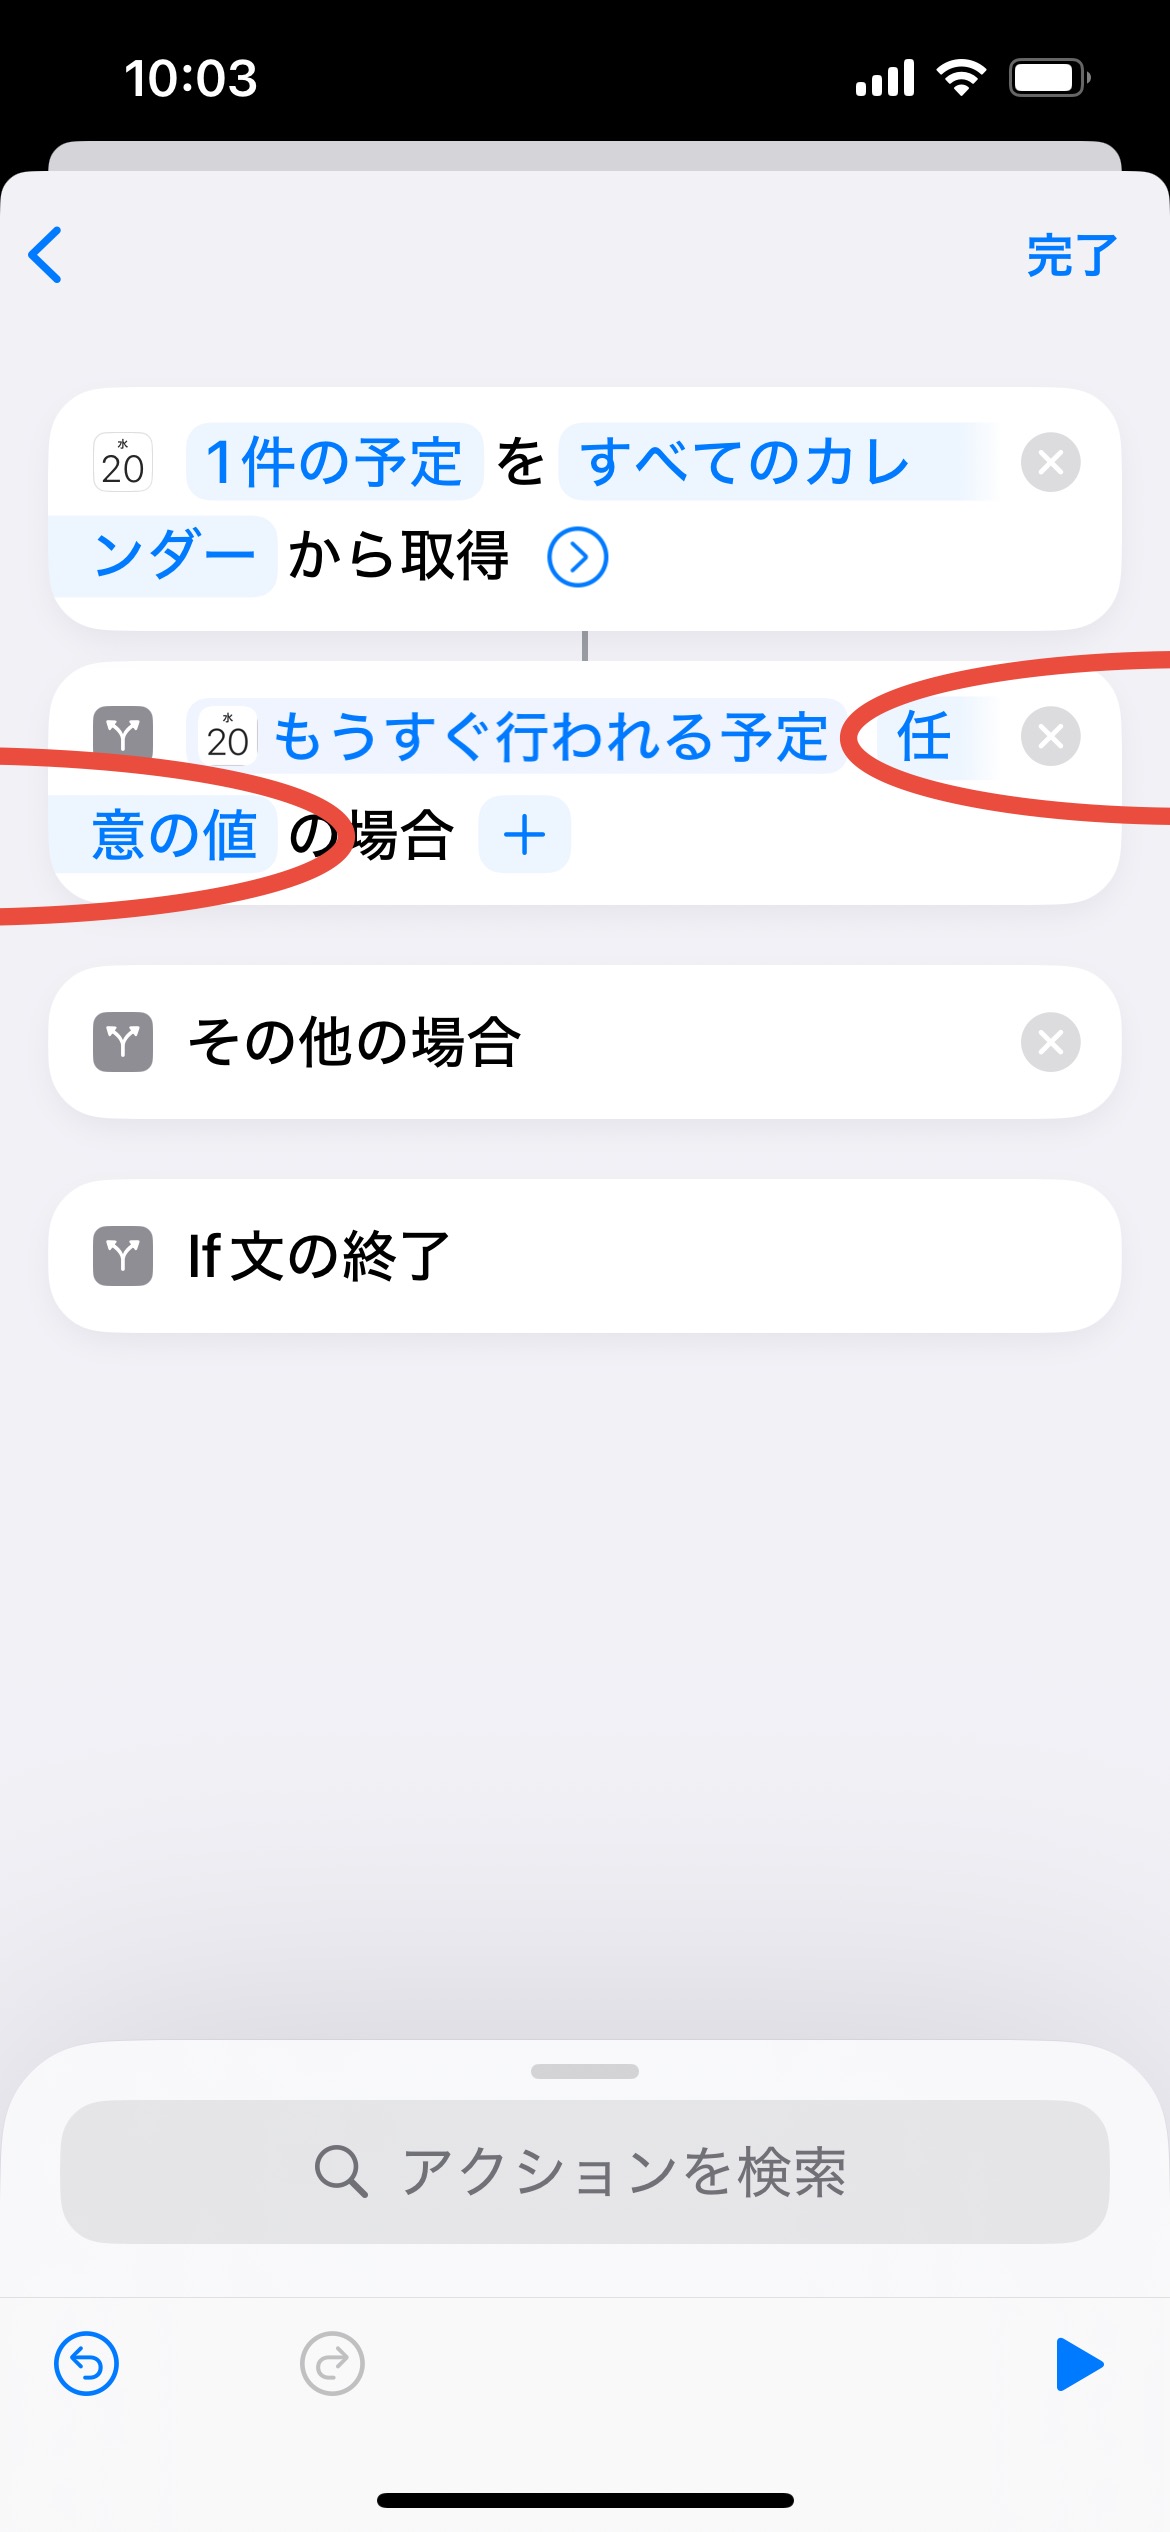 10:03
完了
水
20
1件の予定 を すべてのカレ
ンダー から取得
水
20
もうすぐ行われる予定 任
意の値 の場合 +
その他の場合
If文の終了
アクションを検索